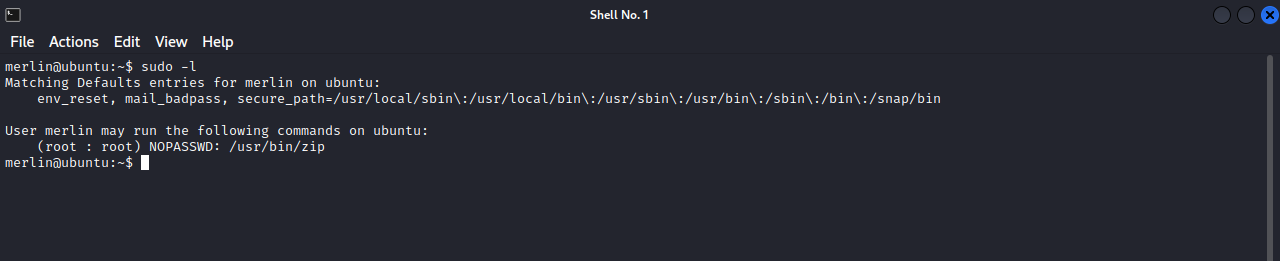 Shell No. 1
File Actions Edit View Help
merlin@ubuntu:~$ sudo -l
Matching Defaults entries for merlin on ubuntu:
    env_reset, mail_badpass, secure_path=/usr/local/sbin\:/usr/local/bin\:/usr/sbin\:/usr/bin\:/sbin\:/bin\:/snap/bin

User merlin may run the following commands on ubuntu:
    (root : root) NOPASSWD: /usr/bin/zip
merlin@ubuntu:~$